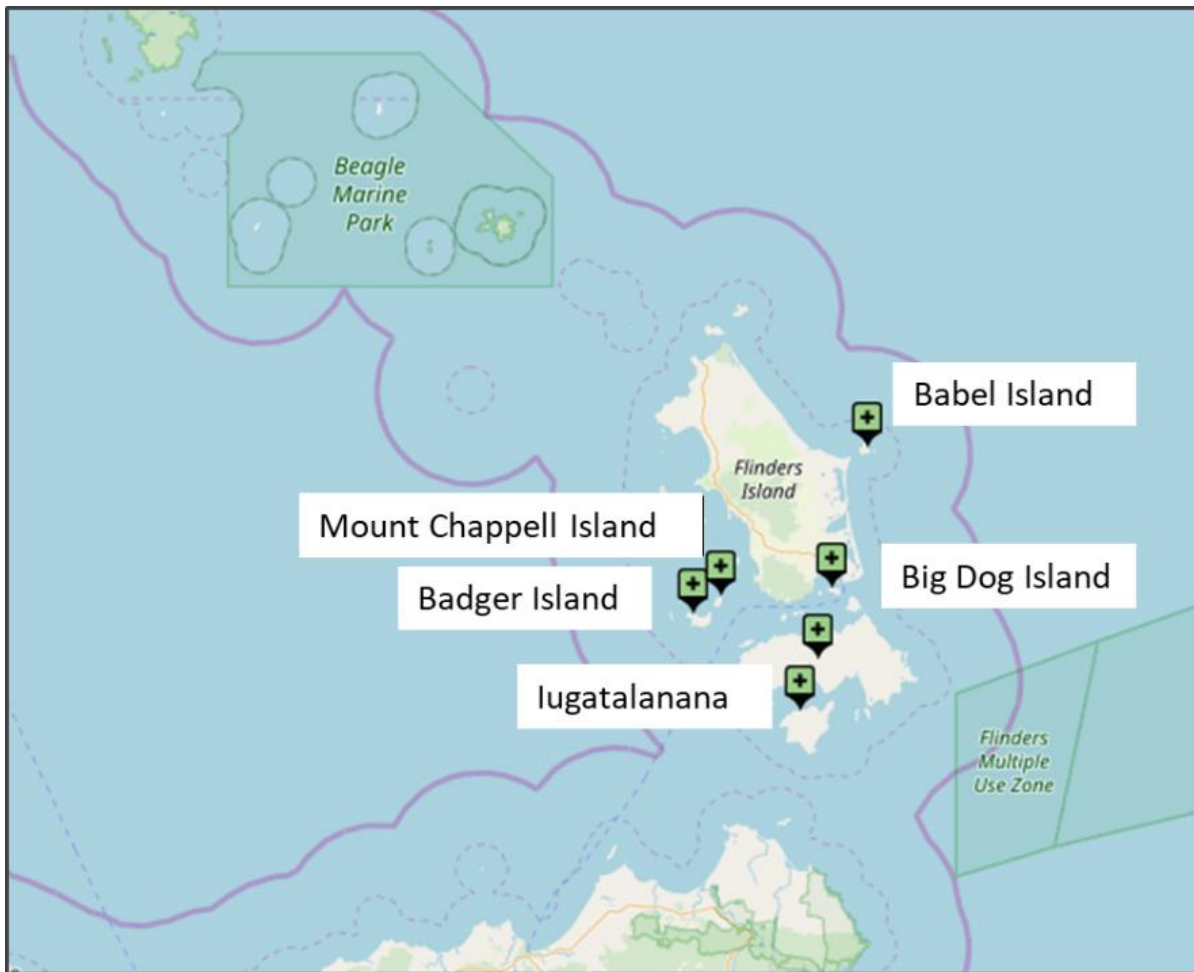 Beagle
Marine
Park
Babel Island
Flinders
Island
Mount Chappell Island
Badger Island
Big Dog Island
lugatalanana
Flinders
Multiple
Use Zone